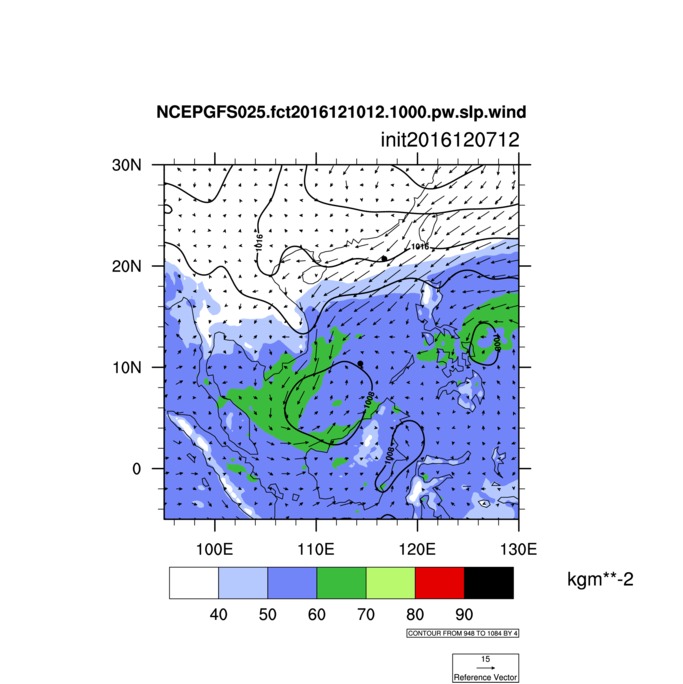 NCEPGFS025.fct2016121012.1000.pw.slp.wind
init2016120712
30N
20N
10N
0
1016
1016
1008
1008
1008
100E 110E 120E 130E
kgm**-2
40 50 60 70 80 90
CONTOUR FROM 948 TO 1084 BY 4
15
Reference Vector